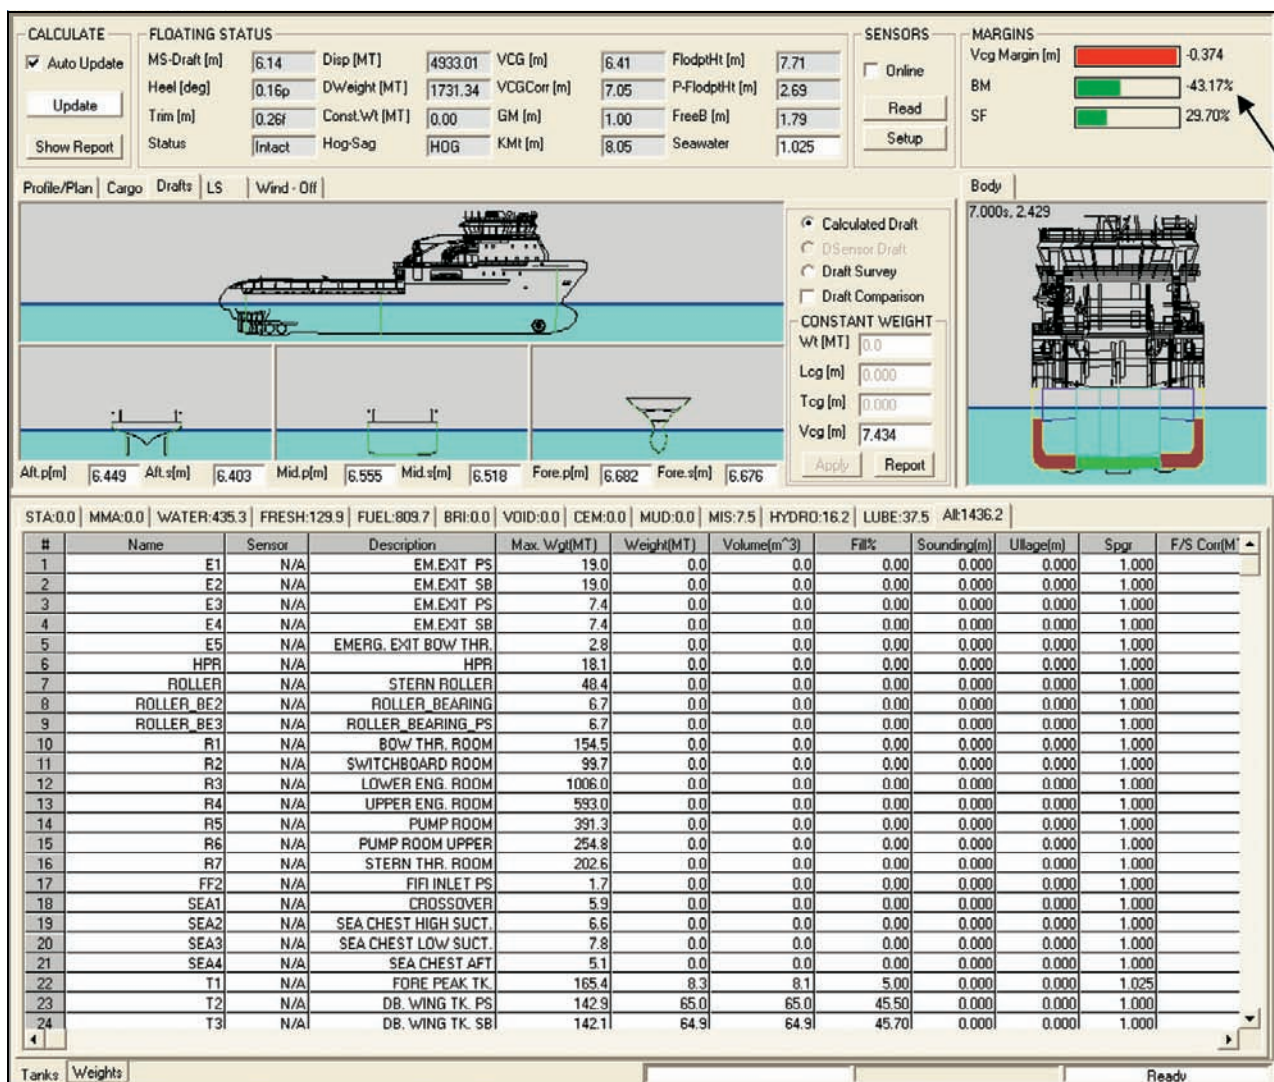 CALCULATE FLOATING STATUS SENSORS MARGINS
Auto Update MS-Draft [m] 6.14 Disp [MT] 4933.01 VCG [m] 6.41 FlodptHt [m] 7.71 Online Vcg Margin [m] -0.374
Update Heel [deg] 0.16p DWeight [MT] 1731.34 VCGCorr [m] 7.05 P-FlodptHt [m] 2.69 Read BM -43.17%
Trim [m] 0.26f Const.Wt [MT] 0.00 GM [m] 1.00 FreeB [m] 1.79 Setup SF 29.70%
Show Report Status Intact Hog-Sag HOG KMt [m] 8.05 Seawater 1.025
Profile/Plan Cargo Drafts LS Wind - Off Body
7.000s, 2.429
Calculated Draft
DSensor Draft
Draft Survey
Draft Comparison
CONSTANT WEIGHT
Wt [MT] 0.0
Lcg [m] 0.000
Tcg [m] 0.000
Vcg [m] 7.434
Apply Report
Aft.p[m] 6.449 Aft.s[m] 6.403 Mid.p[m] 6.555 Mid.s[m] 6.518 Fore.p[m] 6.682 Fore.s[m] 6.676
STA:0.0 MMA:0.0 WATER:435.3 FRESH:129.9 FUEL:809.7 BRI:0.0 VOID:0.0 CEM:0.0 MUD:0.0 MIS:7.5 HYDRO:16.2 LUBE:37.5 All:1436.2
# Name Sensor Description Max. Wgt(MT) Weight(MT) Volume(m^3) Fill% Sounding(m) Ullage(m) Spgr F/S Corr(M
1 E1 N/A EM.EXIT PS 19.0 0.0 0.0 0.00 0.000 0.000 1.000
2 E2 N/A EM.EXIT SB 19.0 0.0 0.0 0.00 0.000 0.000 1.000
3 E3 N/A EM.EXIT PS 7.4 0.0 0.0 0.00 0.000 0.000 1.000
4 E4 N/A EM.EXIT SB 7.4 0.0 0.0 0.00 0.000 0.000 1.000
5 E5 N/A EMERG. EXIT BOW THR. 2.8 0.0 0.0 0.00 0.000 0.000 1.000
6 HPR N/A HPR 18.1 0.0 0.0 0.00 0.000 0.000 1.000
7 ROLLER N/A STERN ROLLER 48.4 0.0 0.0 0.00 0.000 0.000 1.000
8 ROLLER_BE2 N/A ROLLER_BEARING 6.7 0.0 0.0 0.00 0.000 0.000 1.000
9 ROLLER_BE3 N/A ROLLER_BEARING_PS 6.7 0.0 0.0 0.00 0.000 0.000 1.000
10 R1 N/A BOW THR. ROOM 154.5 0.0 0.0 0.00 0.000 0.000 1.000
11 R2 N/A SWITCHBOARD ROOM 99.7 0.0 0.0 0.00 0.000 0.000 1.000
12 R3 N/A LOWER ENG. ROOM 1006.0 0.0 0.0 0.00 0.000 0.000 1.000
13 R4 N/A UPPER ENG. ROOM 593.0 0.0 0.0 0.00 0.000 0.000 1.000
14 R5 N/A PUMP ROOM 391.3 0.0 0.0 0.00 0.000 0.000 1.000
15 R6 N/A PUMP ROOM UPPER 254.8 0.0 0.0 0.00 0.000 0.000 1.000
16 R7 N/A STERN THR. ROOM 202.6 0.0 0.0 0.00 0.000 0.000 1.000
17 FF2 N/A FIFI INLET PS 1.7 0.0 0.0 0.00 0.000 0.000 1.000
18 SEA1 N/A CROSSOVER 5.9 0.0 0.0 0.00 0.000 0.000 1.000
19 SEA2 N/A SEA CHEST HIGH SUCT. 6.6 0.0 0.0 0.00 0.000 0.000 1.000
20 SEA3 N/A SEA CHEST LOW SUCT. 7.8 0.0 0.0 0.00 0.000 0.000 1.000
21 SEA4 N/A SEA CHEST AFT 5.1 0.0 0.0 0.00 0.000 0.000 1.000
22 T1 N/A FORE PEAK TK. 165.4 8.3 8.1 5.00 0.000 0.000 1.025
23 T2 N/A DB. WING TK. PS 142.9 65.0 65.0 45.50 0.000 0.000 1.000
24 T3 N/A DB. WING TK. SB 142.1 64.9 64.9 45.70 0.000 0.000 1.000
Tanks Weights Ready